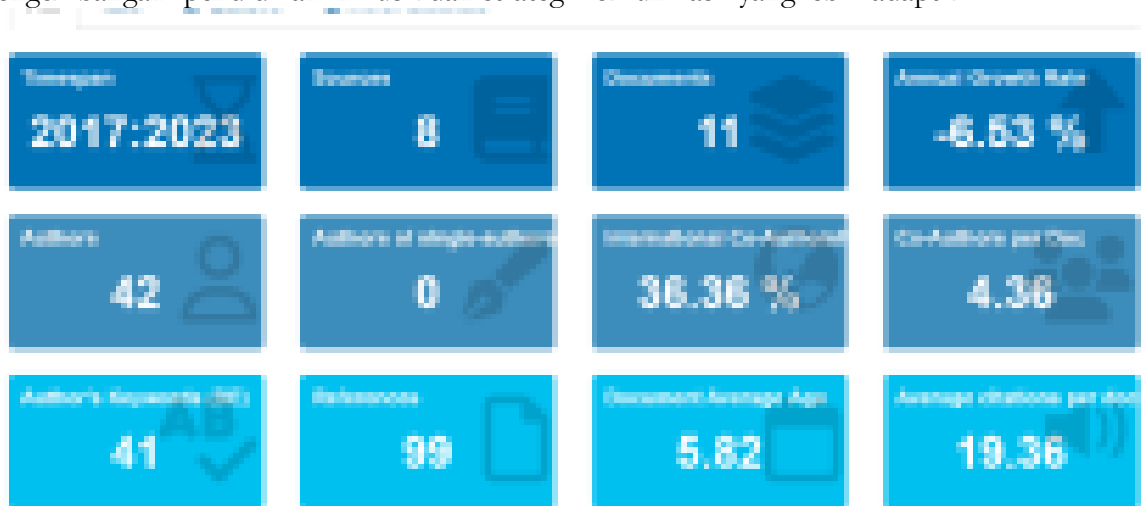 Timespan
2017:2023
Sources
8
Documents
11
Annual Growth Rate
-6.53 %
Authors
42
Authors of single-authore
0
International Co-Authorsh
36.36 %
Co-Authors per Doc
4.36
Author's Keywords (DE)
41
References
99
Document Average Age
5.82
Average citations per doc
19.36